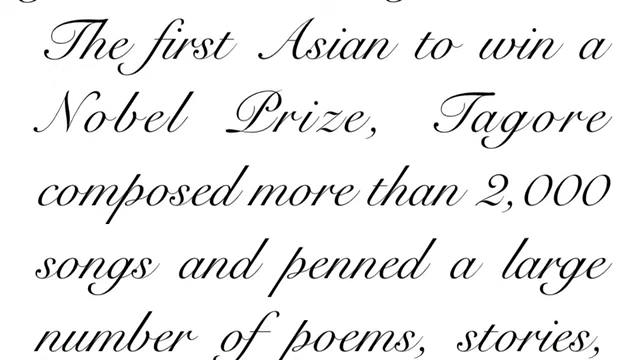 The first Asian to win a
Nobel Prize, Tagore
composed more than 2,000
songs and penned a large
number of poems, stories,